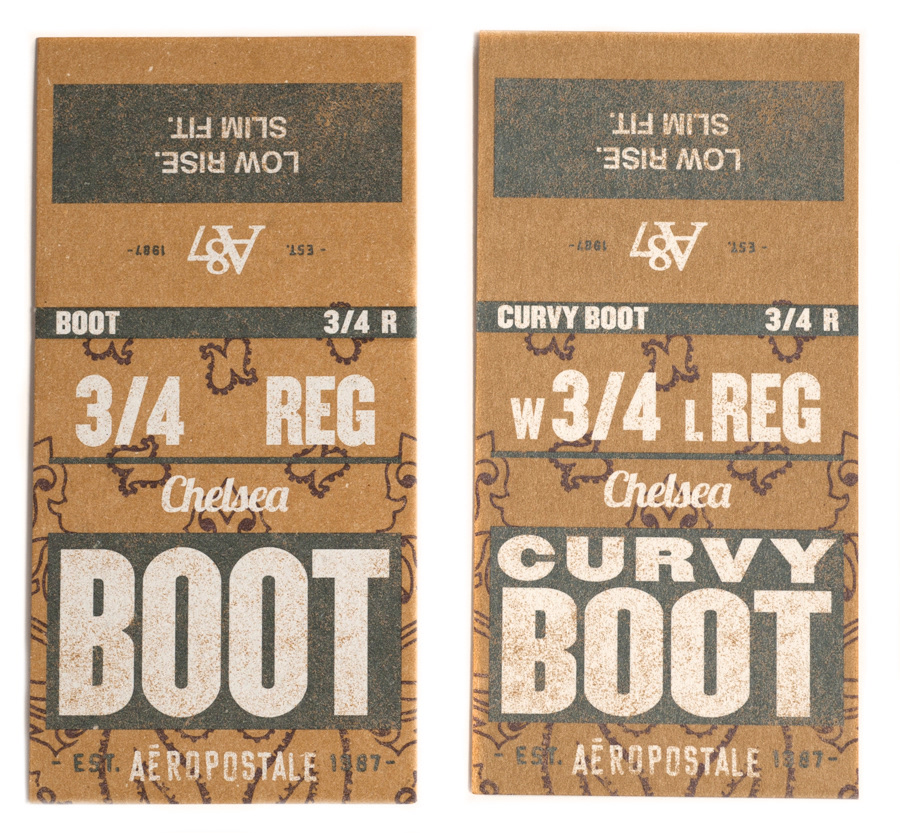 LOW RISE.
SLIM FIT.
- EST. A87 1987-
BOOT 3/4 R
3/4 REG
Chelsea
BOOT
- EST. AÉROPOSTALE 1987-
LOW RISE.
SLIM FIT.
- EST. A87 1987-
CURVY BOOT 3/4 R
W 3/4 L REG
Chelsea
CURVY
BOOT
- EST. AÉROPOSTALE 1987-